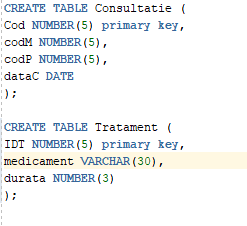 CREATE TABLE Consultatie (
Cod NUMBER(5) primary key,
codM NUMBER(5),
codP NUMBER(5),
dataC DATE
);
CREATE TABLE Tratament (
IDT NUMBER(5) primary key,
medicament VARCHAR(30),
durata NUMBER(3)
);